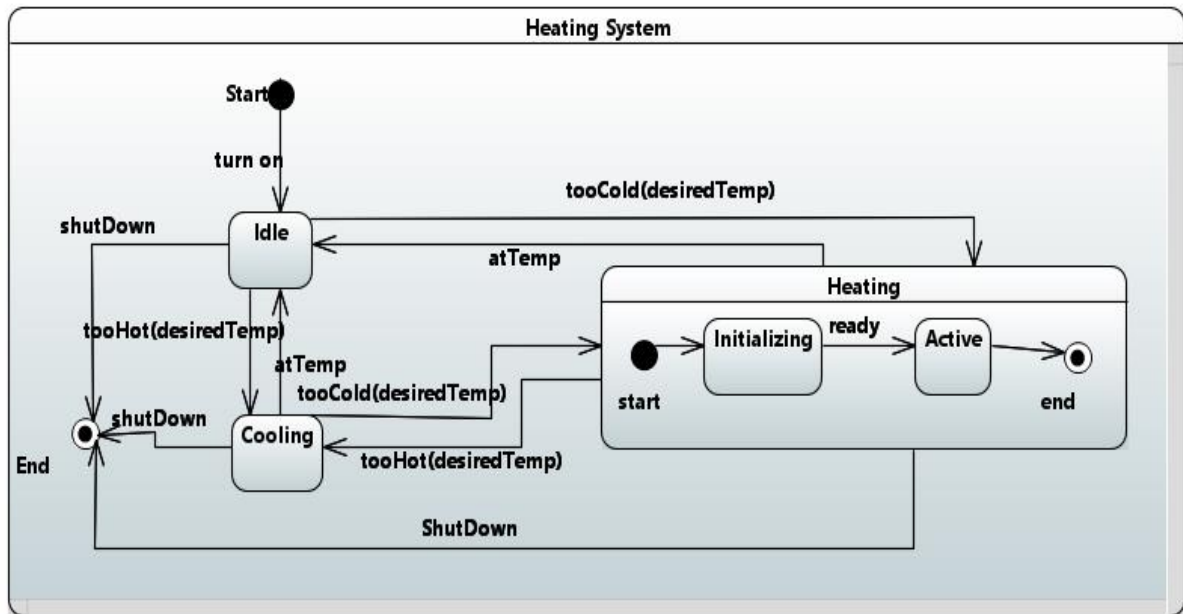 Heating System
Start
turn on
tooCold(desiredTemp)
shutDown
Idle
atTemp
Heating
tooHot(desiredTemp)
ready
Initializing
Active
atTemp
tooCold(desiredTemp)
start
end
shutDown
Cooling
tooHot(desiredTemp)
End
ShutDown